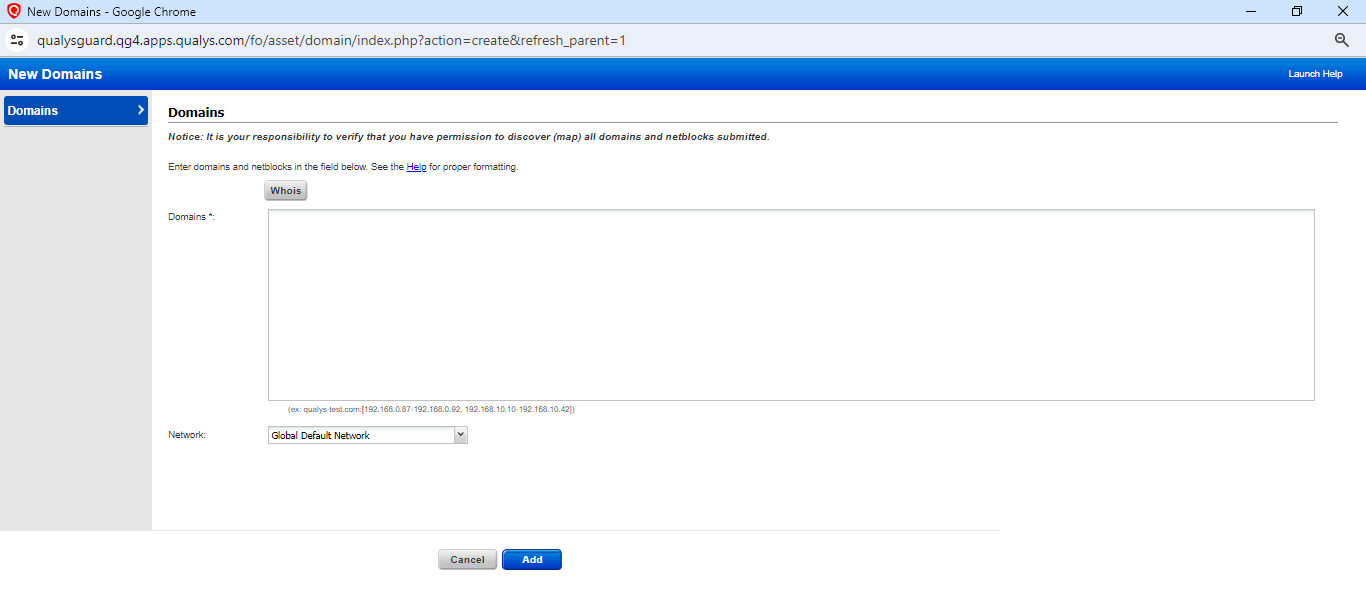 New Domains - Google Chrome
qualysguard.qg4.apps.qualys.com/fo/asset/domain/index.php?action=create&refresh_parent=1
New Domains
Launch Help
Domains
Domains
Notice: It is your responsibility to verify that you have permission to discover (map) all domains and netblocks submitted.
Enter domains and netblocks in the field below. See the Help for proper formatting.
Whois
Domains *:
(ex: qualys-test.com:[192.168.0.87-192.168.0.92, 192.168.10.10-192.168.10.42])
Network:
Global Default Network
Cancel
Add